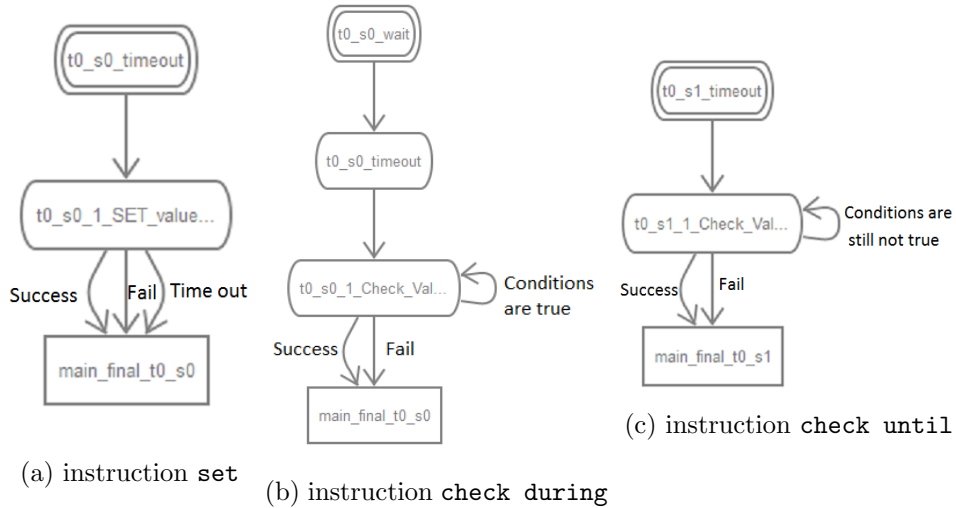 t0_s0_timeout
t0_s0_1_SET_value...
Success
Fail
Time out
main_final_t0_s0
(a) instruction set
t0_s0_wait
t0_s0_timeout
t0_s0_1_Check_Val...
Conditions
are true
Success
Fail
main_final_t0_s0
(b) instruction check during
t0_s1_timeout
t0_s1_1_Check_Val...
Conditions are
still not true
Success
Fail
main_final_t0_s1
(c) instruction check until